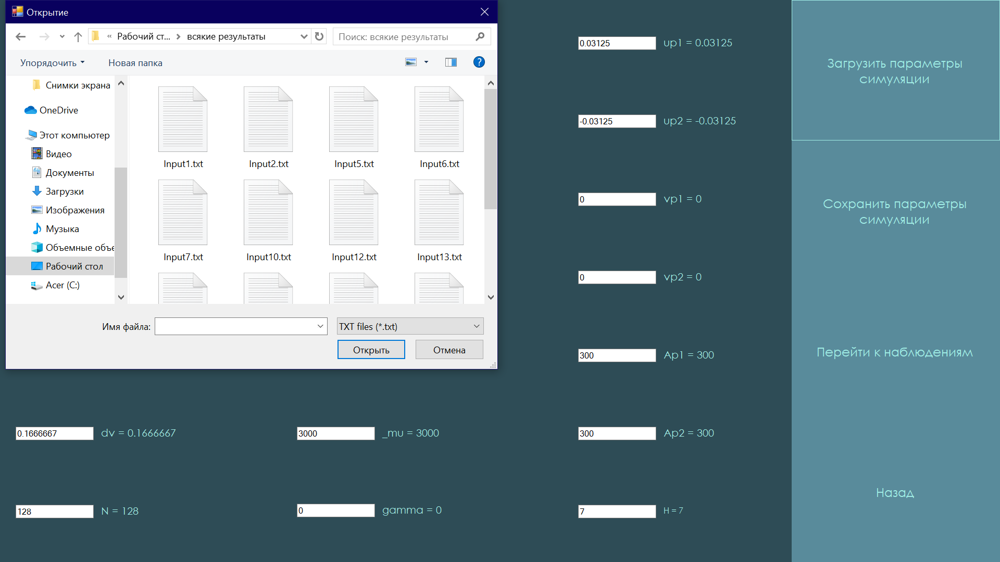 Открытие
« Рабочий ст... › всякие результаты
Поиск: всякие результаты
Упорядочить
Новая папка
Снимки экрана
OneDrive
Этот компьютер
Видео
Документы
Загрузки
Изображения
Музыка
Объемные объе
Рабочий стол
Acer (C:)
Input1.txt
Input2.txt
Input5.txt
Input6.txt
Input7.txt
Input10.txt
Input12.txt
Input13.txt
Имя файла:
TXT files (*.txt)
Открыть
Отмена
0.1666667 dv = 0.1666667
128 N = 128
3000 _mu = 3000
0 gamma = 0
0.03125 up1 = 0.03125
-0.03125 up2 = -0.03125
0 vp1 = 0
0 vp2 = 0
300 Ap1 = 300
300 Ap2 = 300
7 H = 7
Загрузить параметры
симуляции
Сохранить параметры
симуляции
Перейти к наблюдениям
Назад